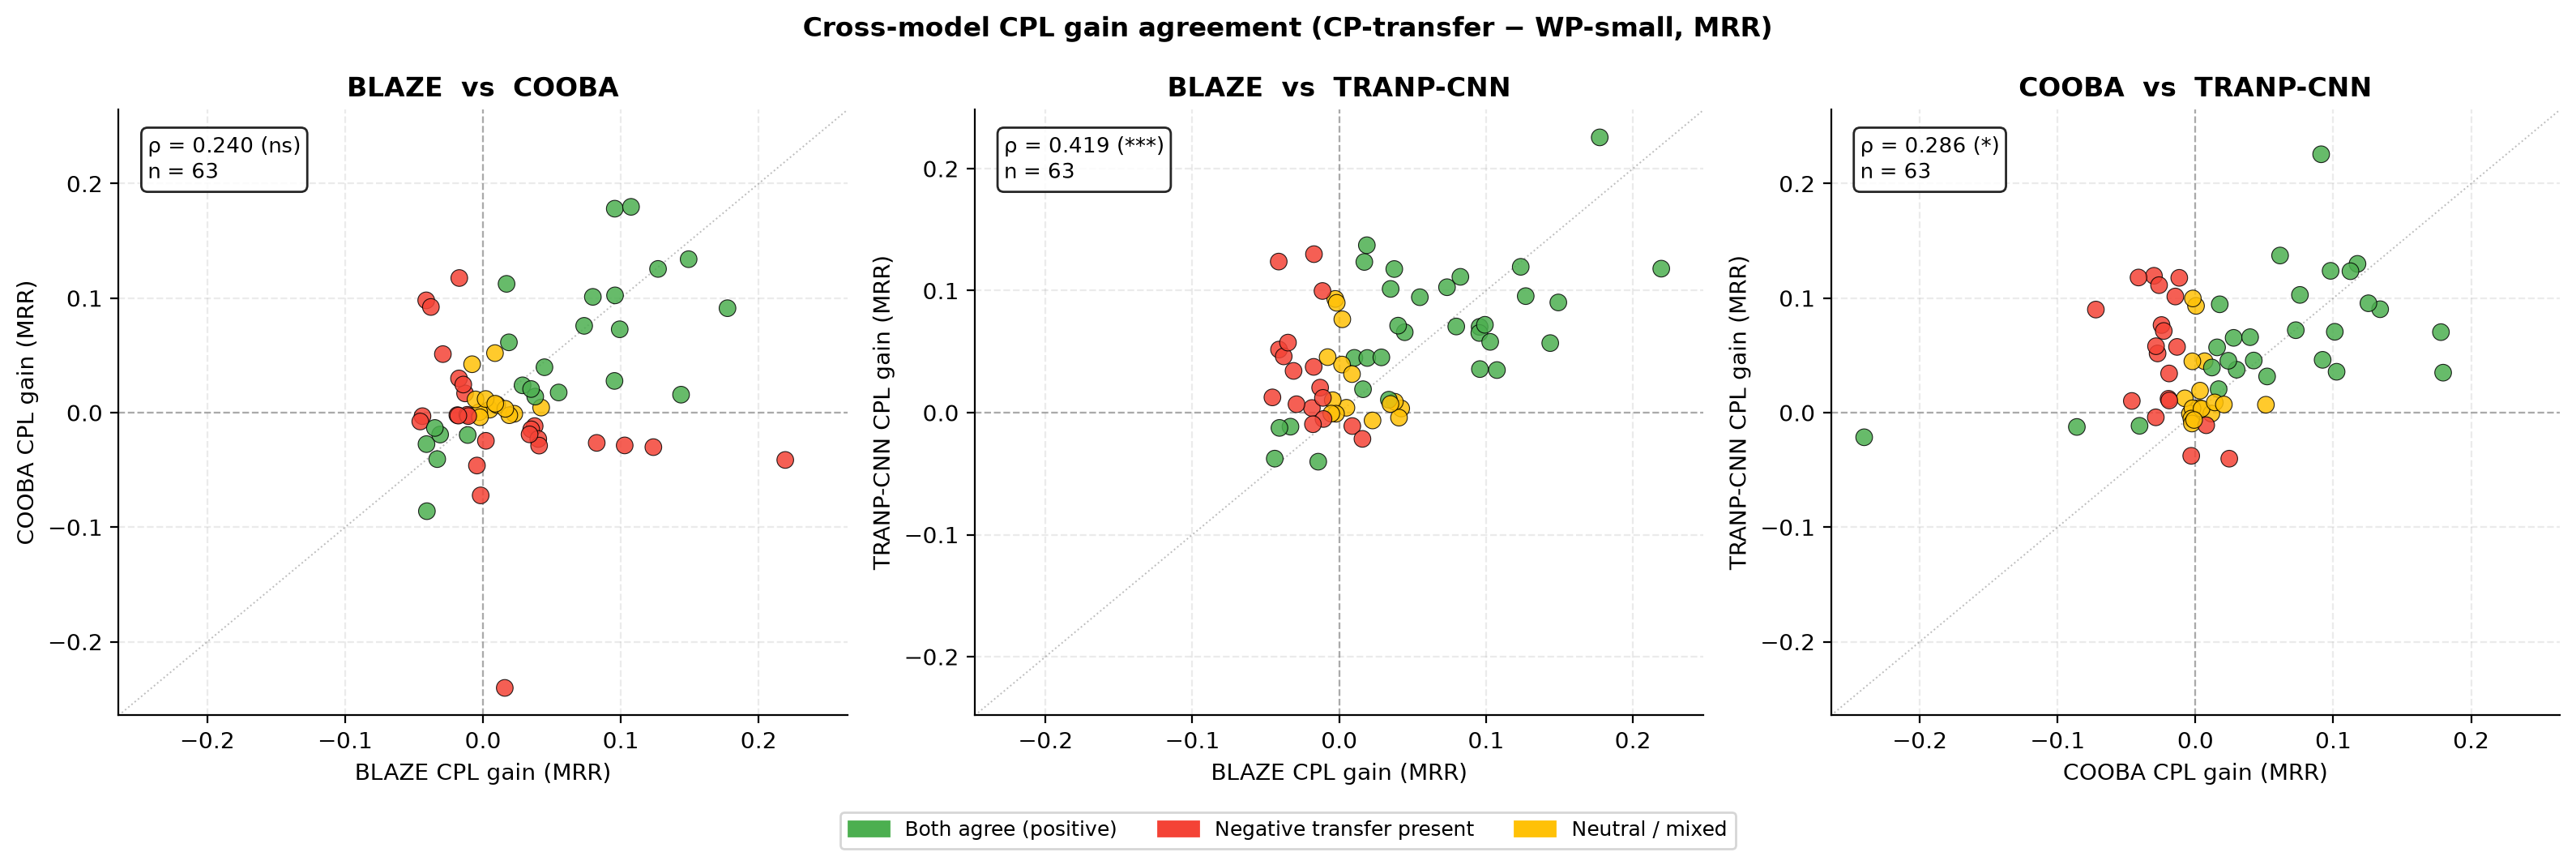 Cross-model CPL gain agreement (CP-transfer − WP-small, MRR)
BLAZE vs COOBA
ρ = 0.240 (ns)
n = 63
0.2
0.1
0.0
−0.1
−0.2
COOBA CPL gain (MRR)
−0.2 −0.1 0.0 0.1 0.2
BLAZE CPL gain (MRR)
BLAZE vs TRANP-CNN
ρ = 0.419 (***)
n = 63
0.2
0.1
0.0
−0.1
−0.2
TRANP-CNN CPL gain (MRR)
−0.2 −0.1 0.0 0.1 0.2
BLAZE CPL gain (MRR)
COOBA vs TRANP-CNN
ρ = 0.286 (*)
n = 63
0.2
0.1
0.0
−0.1
−0.2
TRANP-CNN CPL gain (MRR)
−0.2 −0.1 0.0 0.1 0.2
COOBA CPL gain (MRR)
Both agree (positive) Negative transfer present Neutral / mixed